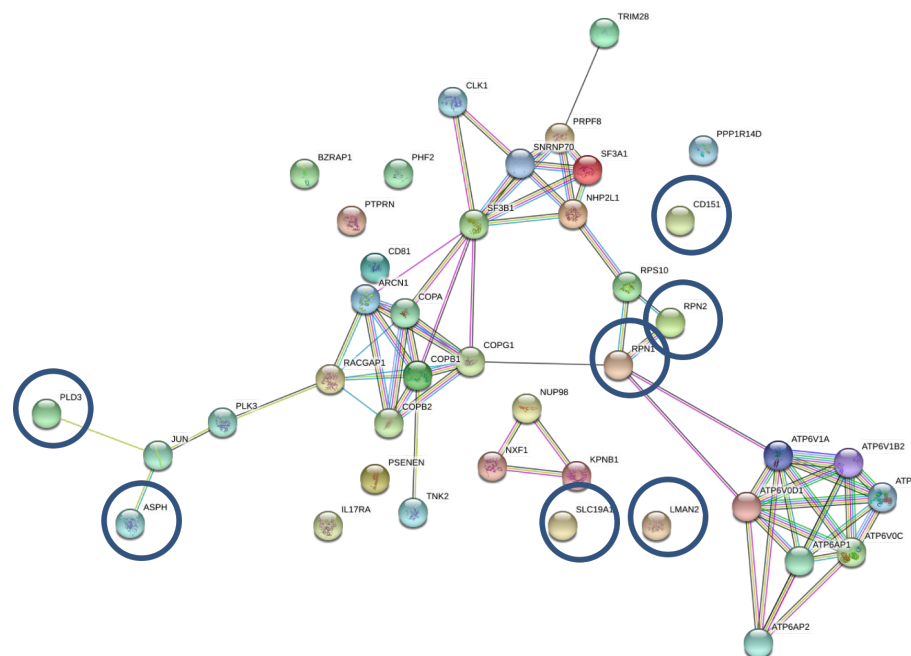 TRIM28
CLK1
PRPF8
SNRNP70
PPP1R14D
SF3A1
BZRAP1
PHF2
NHP2L1
CD151
PTPRN
SF3B1
CD81
RPS10
ARCN1
COPA
RPN2
COPG1
RPN1
RACGAP1
COPB1
PLD3
NUP98
PLK3
COPB2
JUN
ATP6V1A
ATP6V1B2
NXF1
KPNB1
PSENEN
ATP
ATP6V0D1
ASPH
IL17RA
TNK2
SLC19A1
LMAN2
ATP6V0C
ATP6AP1
ATP6AP2